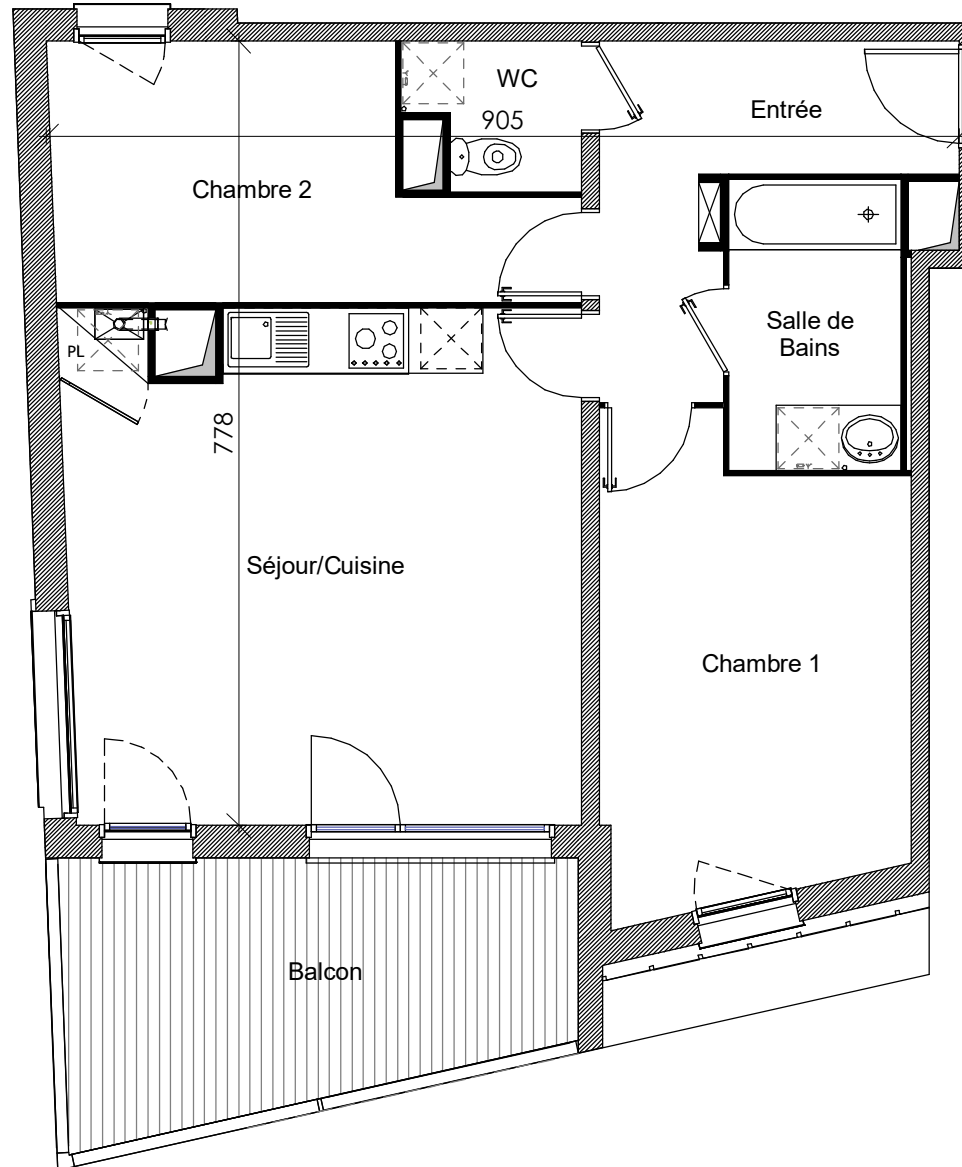 WC
905
Entrée
Chambre 2
Salle de
Bains
PL
778
Séjour/Cuisine
Chambre 1
Balcon